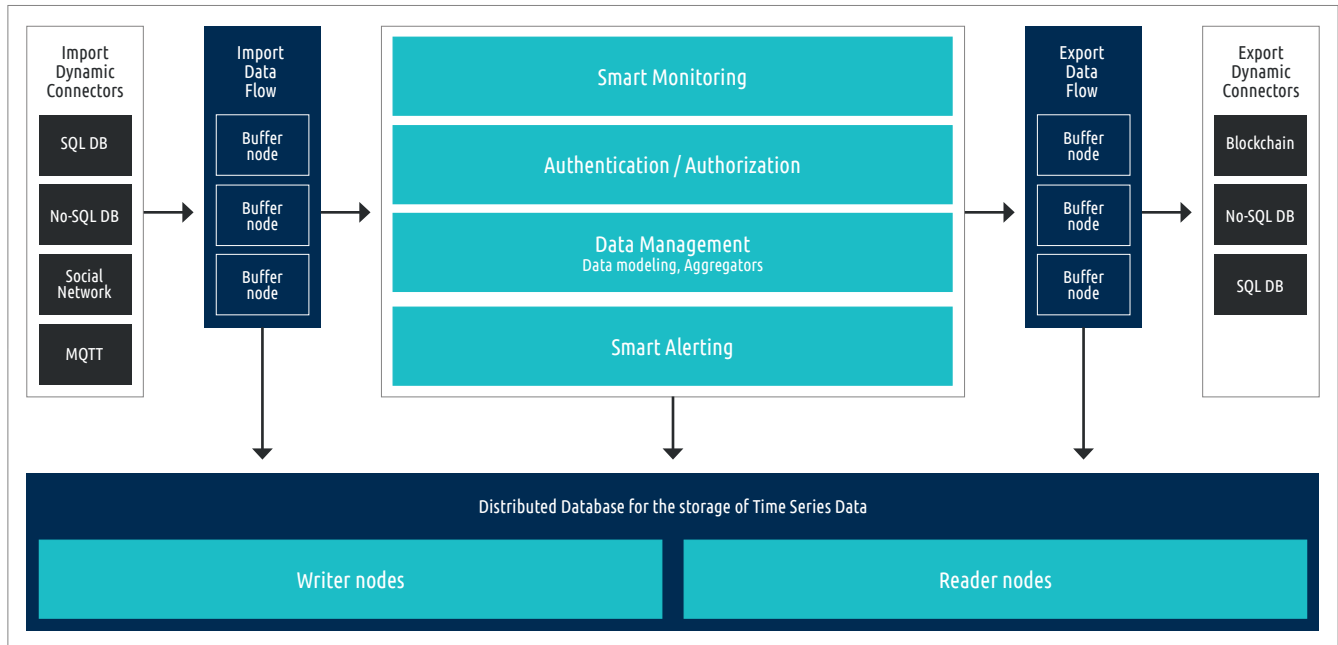 Import
Dynamic
Connectors
SQL DB
No-SQL DB
Social
Network
MQTT
Import
Data
Flow
Buffer
node
Buffer
node
Buffer
node
Smart Monitoring
Authentication / Authorization
Data Management
Data modeling, Aggregators
Smart Alerting
Export
Data
Flow
Buffer
node
Buffer
node
Buffer
node
Export
Dynamic
Connectors
Blockchain
No-SQL DB
SQL DB
Distributed Database for the storage of Time Series Data
Writer nodes
Reader nodes